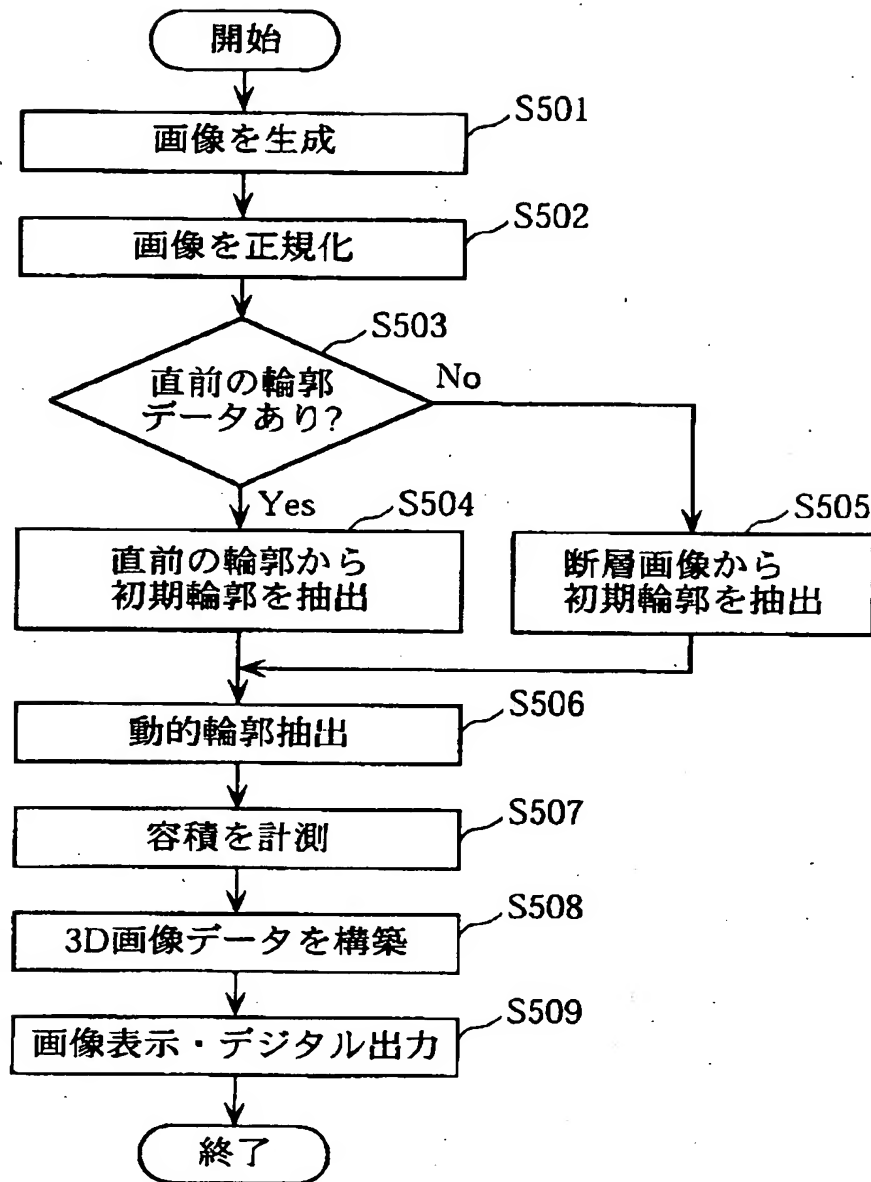 開始
S501
画像を生成
S502
画像を正規化
S503
直前の輪郭
データあり?
No
Yes
S504
直前の輪郭から
初期輪郭を抽出
S505
断層画像から
初期輪郭を抽出
S506
動的輪郭抽出
S507
容積を計測
S508
3D画像データを構築
S509
画像表示・デジタル出力
終了